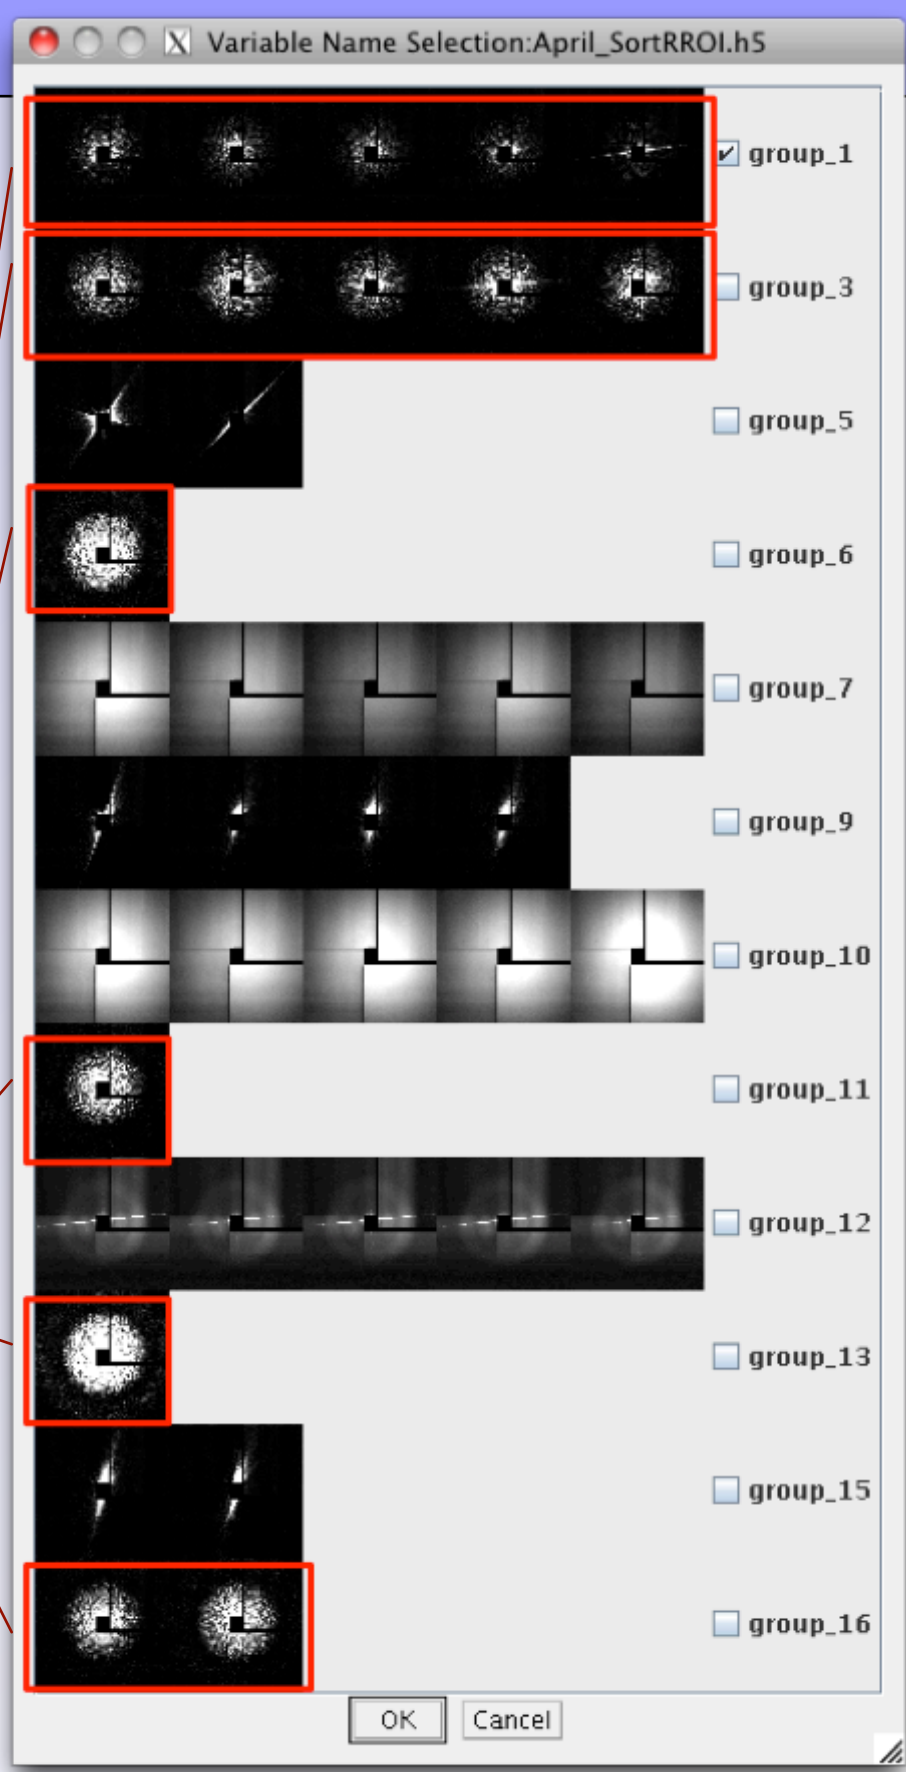 X Variable Name Selection:April_SortRROI.h5
group_1
group_3
group_5
group_6
group_7
group_9
group_10
group_11
group_12
group_13
group_15
group_16
OK Cancel